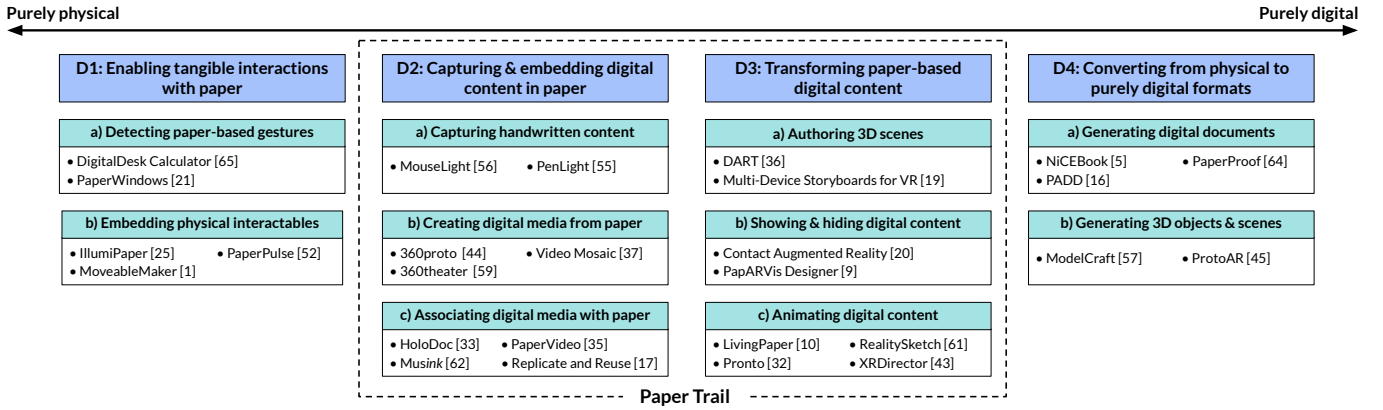 Purely physical
Purely digital
D1: Enabling tangible interactions
with paper
a) Detecting paper-based gestures
• DigitalDesk Calculator [65]
• PaperWindows [21]
b) Embedding physical interactables
• IllumiPaper [25]
• PaperPulse [52]
• MoveableMaker [1]
D2: Capturing & embedding digital
content in paper
a) Capturing handwritten content
• MouseLight [56]
• PenLight [55]
b) Creating digital media from paper
• 360proto [44]
• Video Mosaic [37]
• 360theater [59]
c) Associating digital media with paper
• HoloDoc [33]
• PaperVideo [35]
• Musink [62]
• Replicate and Reuse [17]
D3: Transforming paper-based
digital content
a) Authoring 3D scenes
• DART [36]
• Multi-Device Storyboards for VR [19]
b) Showing & hiding digital content
• Contact Augmented Reality [20]
• PapARVis Designer [9]
c) Animating digital content
• LivingPaper [10]
• RealitySketch [61]
• Pronto [32]
• XRDirector [43]
D4: Converting from physical to
purely digital formats
a) Generating digital documents
• NiCEBook [5]
• PaperProof [64]
• PADD [16]
b) Generating 3D objects & scenes
• ModelCraft [57]
• ProtoAR [45]
Paper Trail